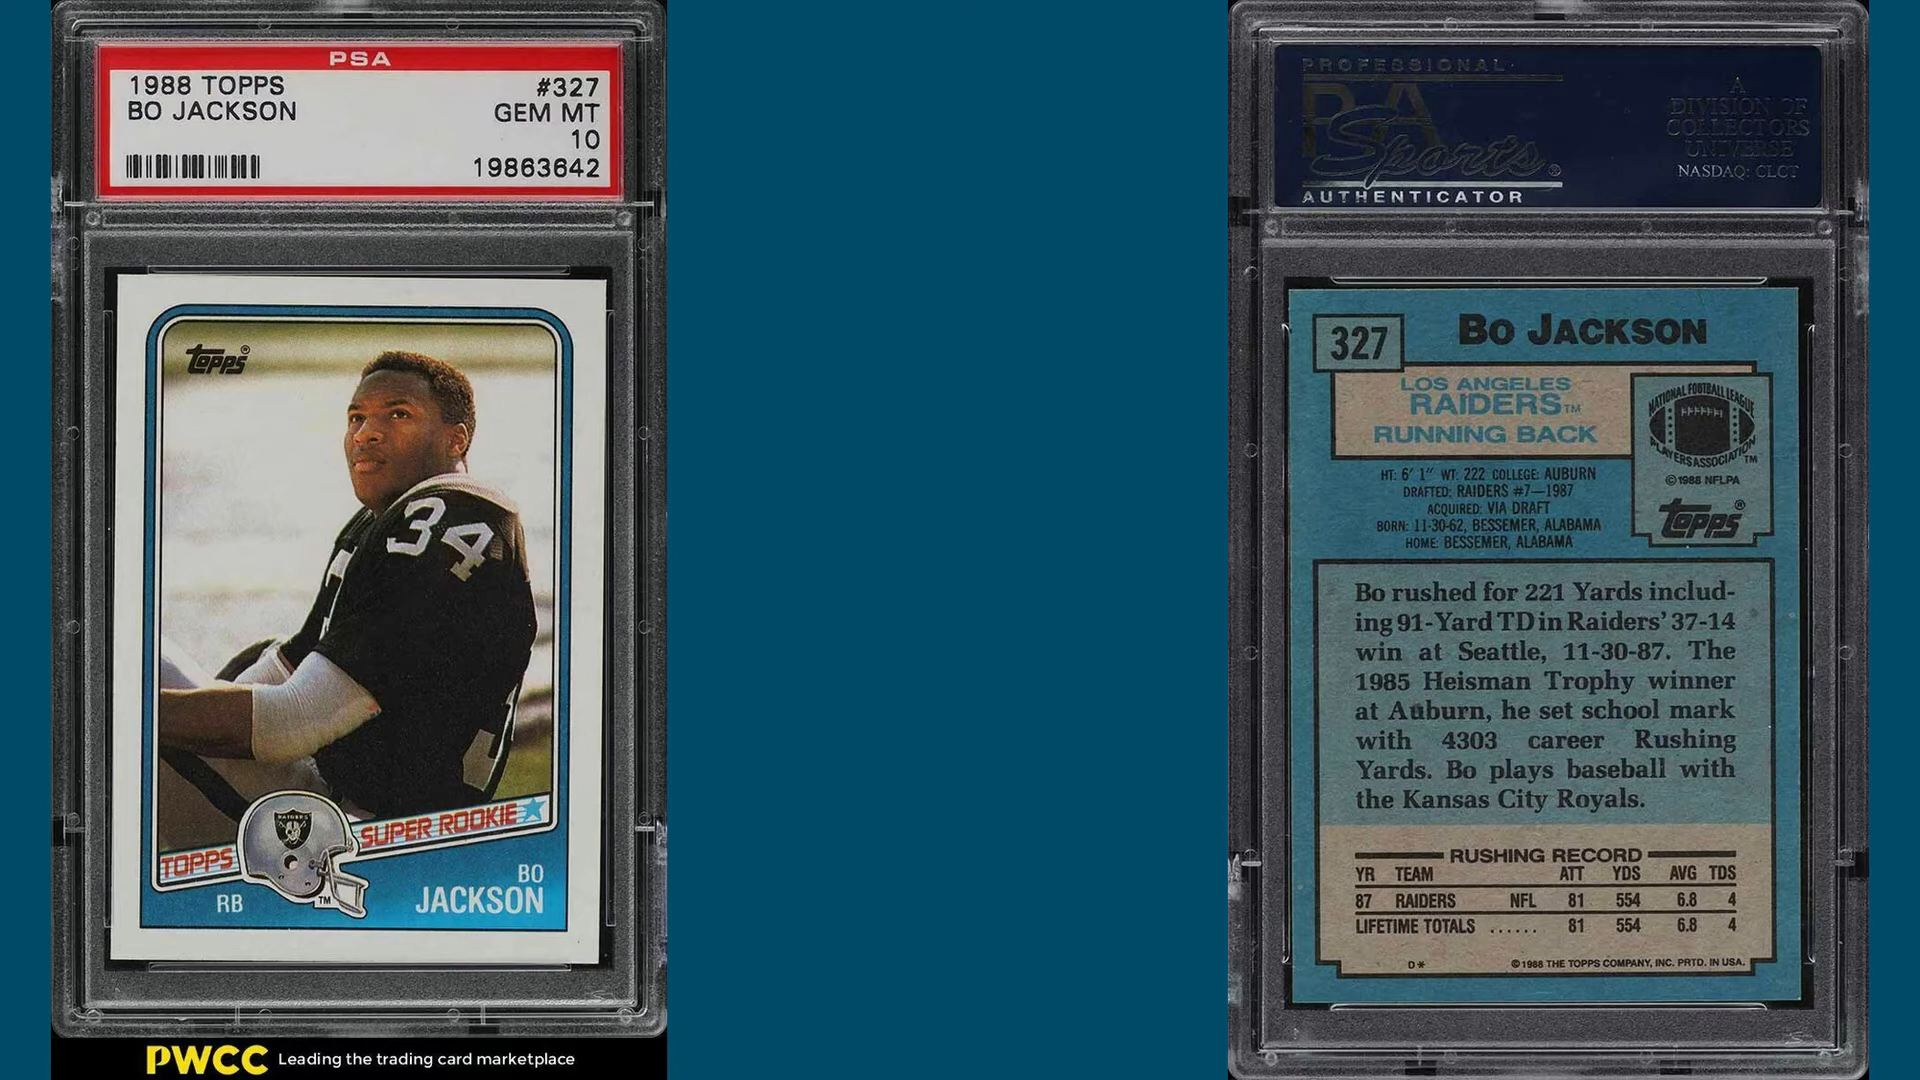 PSA
1988 TOPPS #327
BO JACKSON GEM MT
10
19863642
Topps®
34
RAIDERS
TOPPS SUPER ROOKIE
RB
TM
BO
JACKSON
PWCC Leading the trading card marketplace
PROFESSIONAL
PSA
Sports®
AUTHENTICATOR
A
DIVISION OF
COLLECTORS
UNIVERSE
NASDAQ: CLCT
327 BO JACKSON
LOS ANGELES
RAIDERS™
RUNNING BACK
NATIONAL FOOTBALL LEAGUE
PLAYERS ASSOCIATION™
©1988 NFLPA
Topps®
HT: 6' 1" WT: 222 COLLEGE: AUBURN
DRAFTED: RAIDERS #7—1987
ACQUIRED: VIA DRAFT
BORN: 11-30-62, BESSEMER, ALABAMA
HOME: BESSEMER, ALABAMA
Bo rushed for 221 Yards includ-
ing 91-Yard TD in Raiders' 37-14
win at Seattle, 11-30-87. The
1985 Heisman Trophy winner
at Auburn, he set school mark
with 4303 career Rushing
Yards. Bo plays baseball with
the Kansas City Royals.
RUSHING RECORD
YR TEAM ATT YDS AVG TDS
87 RAIDERS NFL 81 554 6.8 4
LIFETIME TOTALS ...... 81 554 6.8 4
D* ©1988 THE TOPPS COMPANY, INC. PRTD. IN USA.